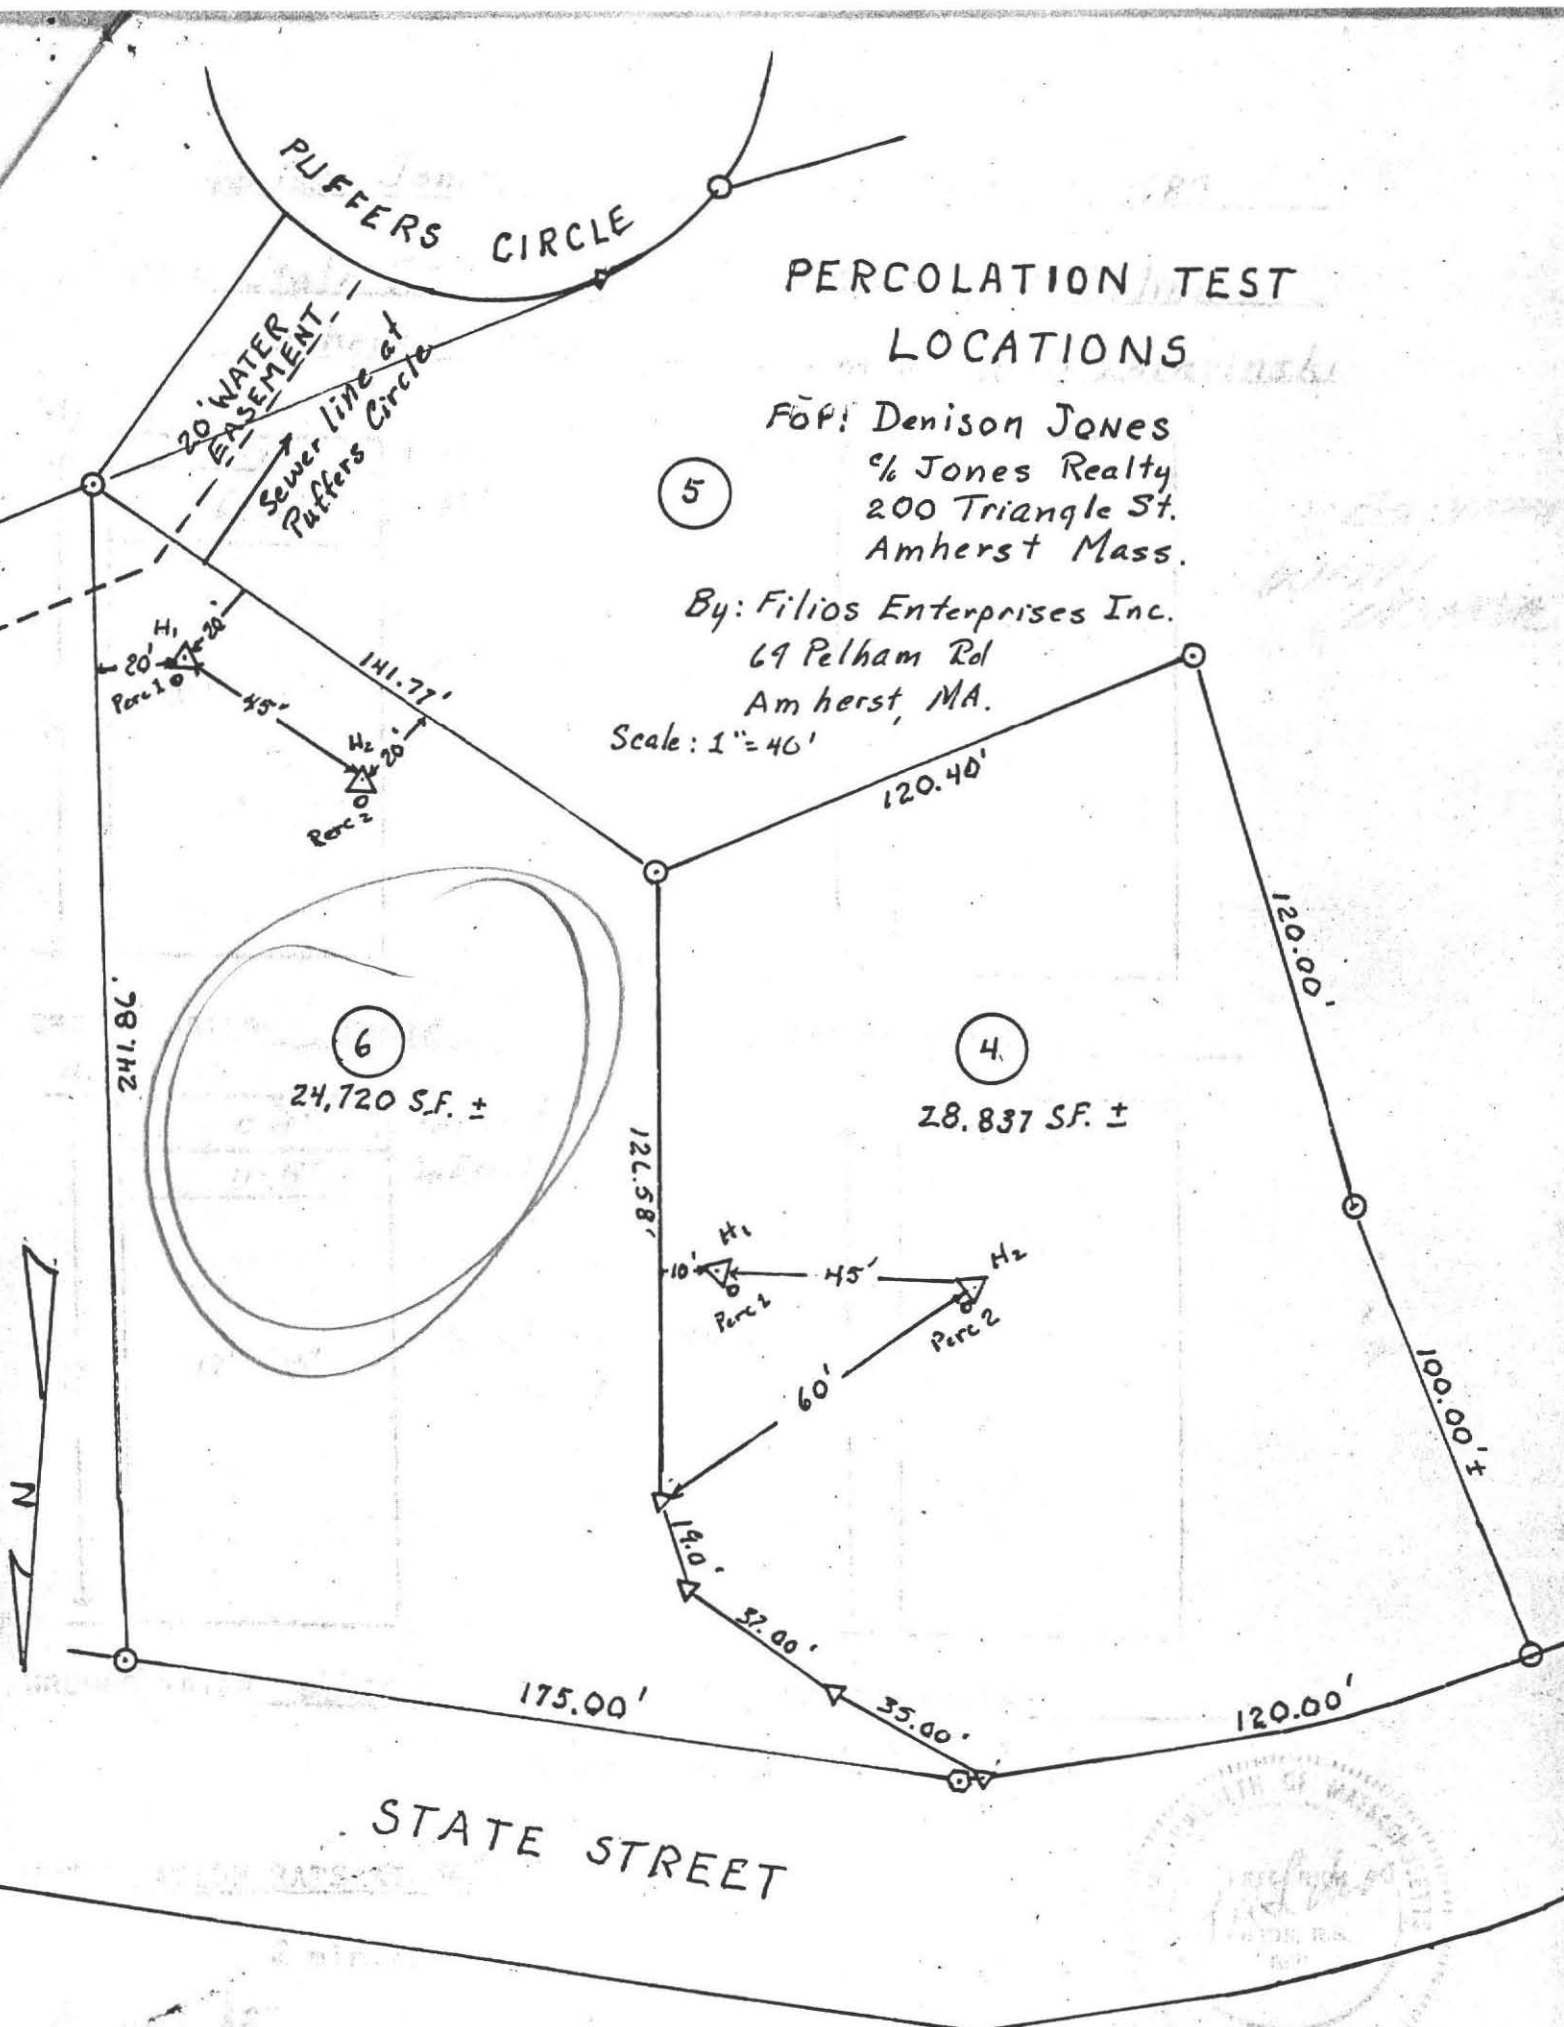 PUFFERS CIRCLE
PERCOLATION TEST
LOCATIONS
FOR: Denison Jones
c/o Jones Realty
200 Triangle St.
Amherst Mass.
By: Filios Enterprises Inc.
69 Pelham Rd
Amherst, MA.
Scale: 1"=40'
20' WATER
EASEMENT
Sewer line at
Puffers Circle
5
H1
20'
20'
Perc 1
45'
141.77'
H2
20'
Perc 2
120.40'
120.00'
241.86'
6
24,720 S.F. ±
4
28.837 S.F. ±
126.58'
H1
10'
45'
H2
Perc 1
Perc 2
60'
100.00' ±
N
19.0'
37.00'
35.00'
175.00'
120.00'
STATE STREET